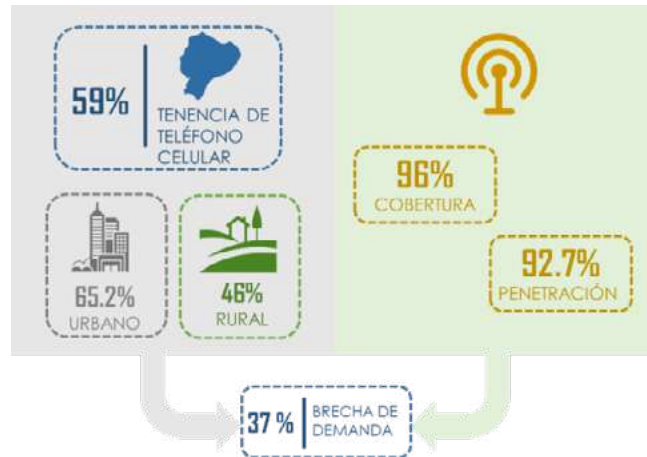 59%
TENENCIA DE
TELÉFONO
CELULAR
65.2%
URBANO
46%
RURAL
96%
COBERTURA
92.7%
PENETRACIÓN
37 %
BRECHA DE
DEMANDA